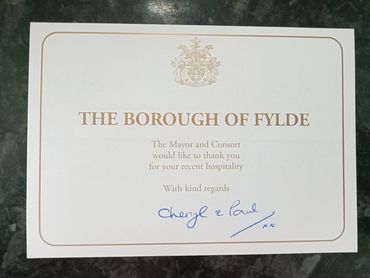 THE BOROUGH OF FYLDE
The Mayor and Consort
would like to thank you
for your recent hospitality
With kind regards
Cheryl & Paul
xx